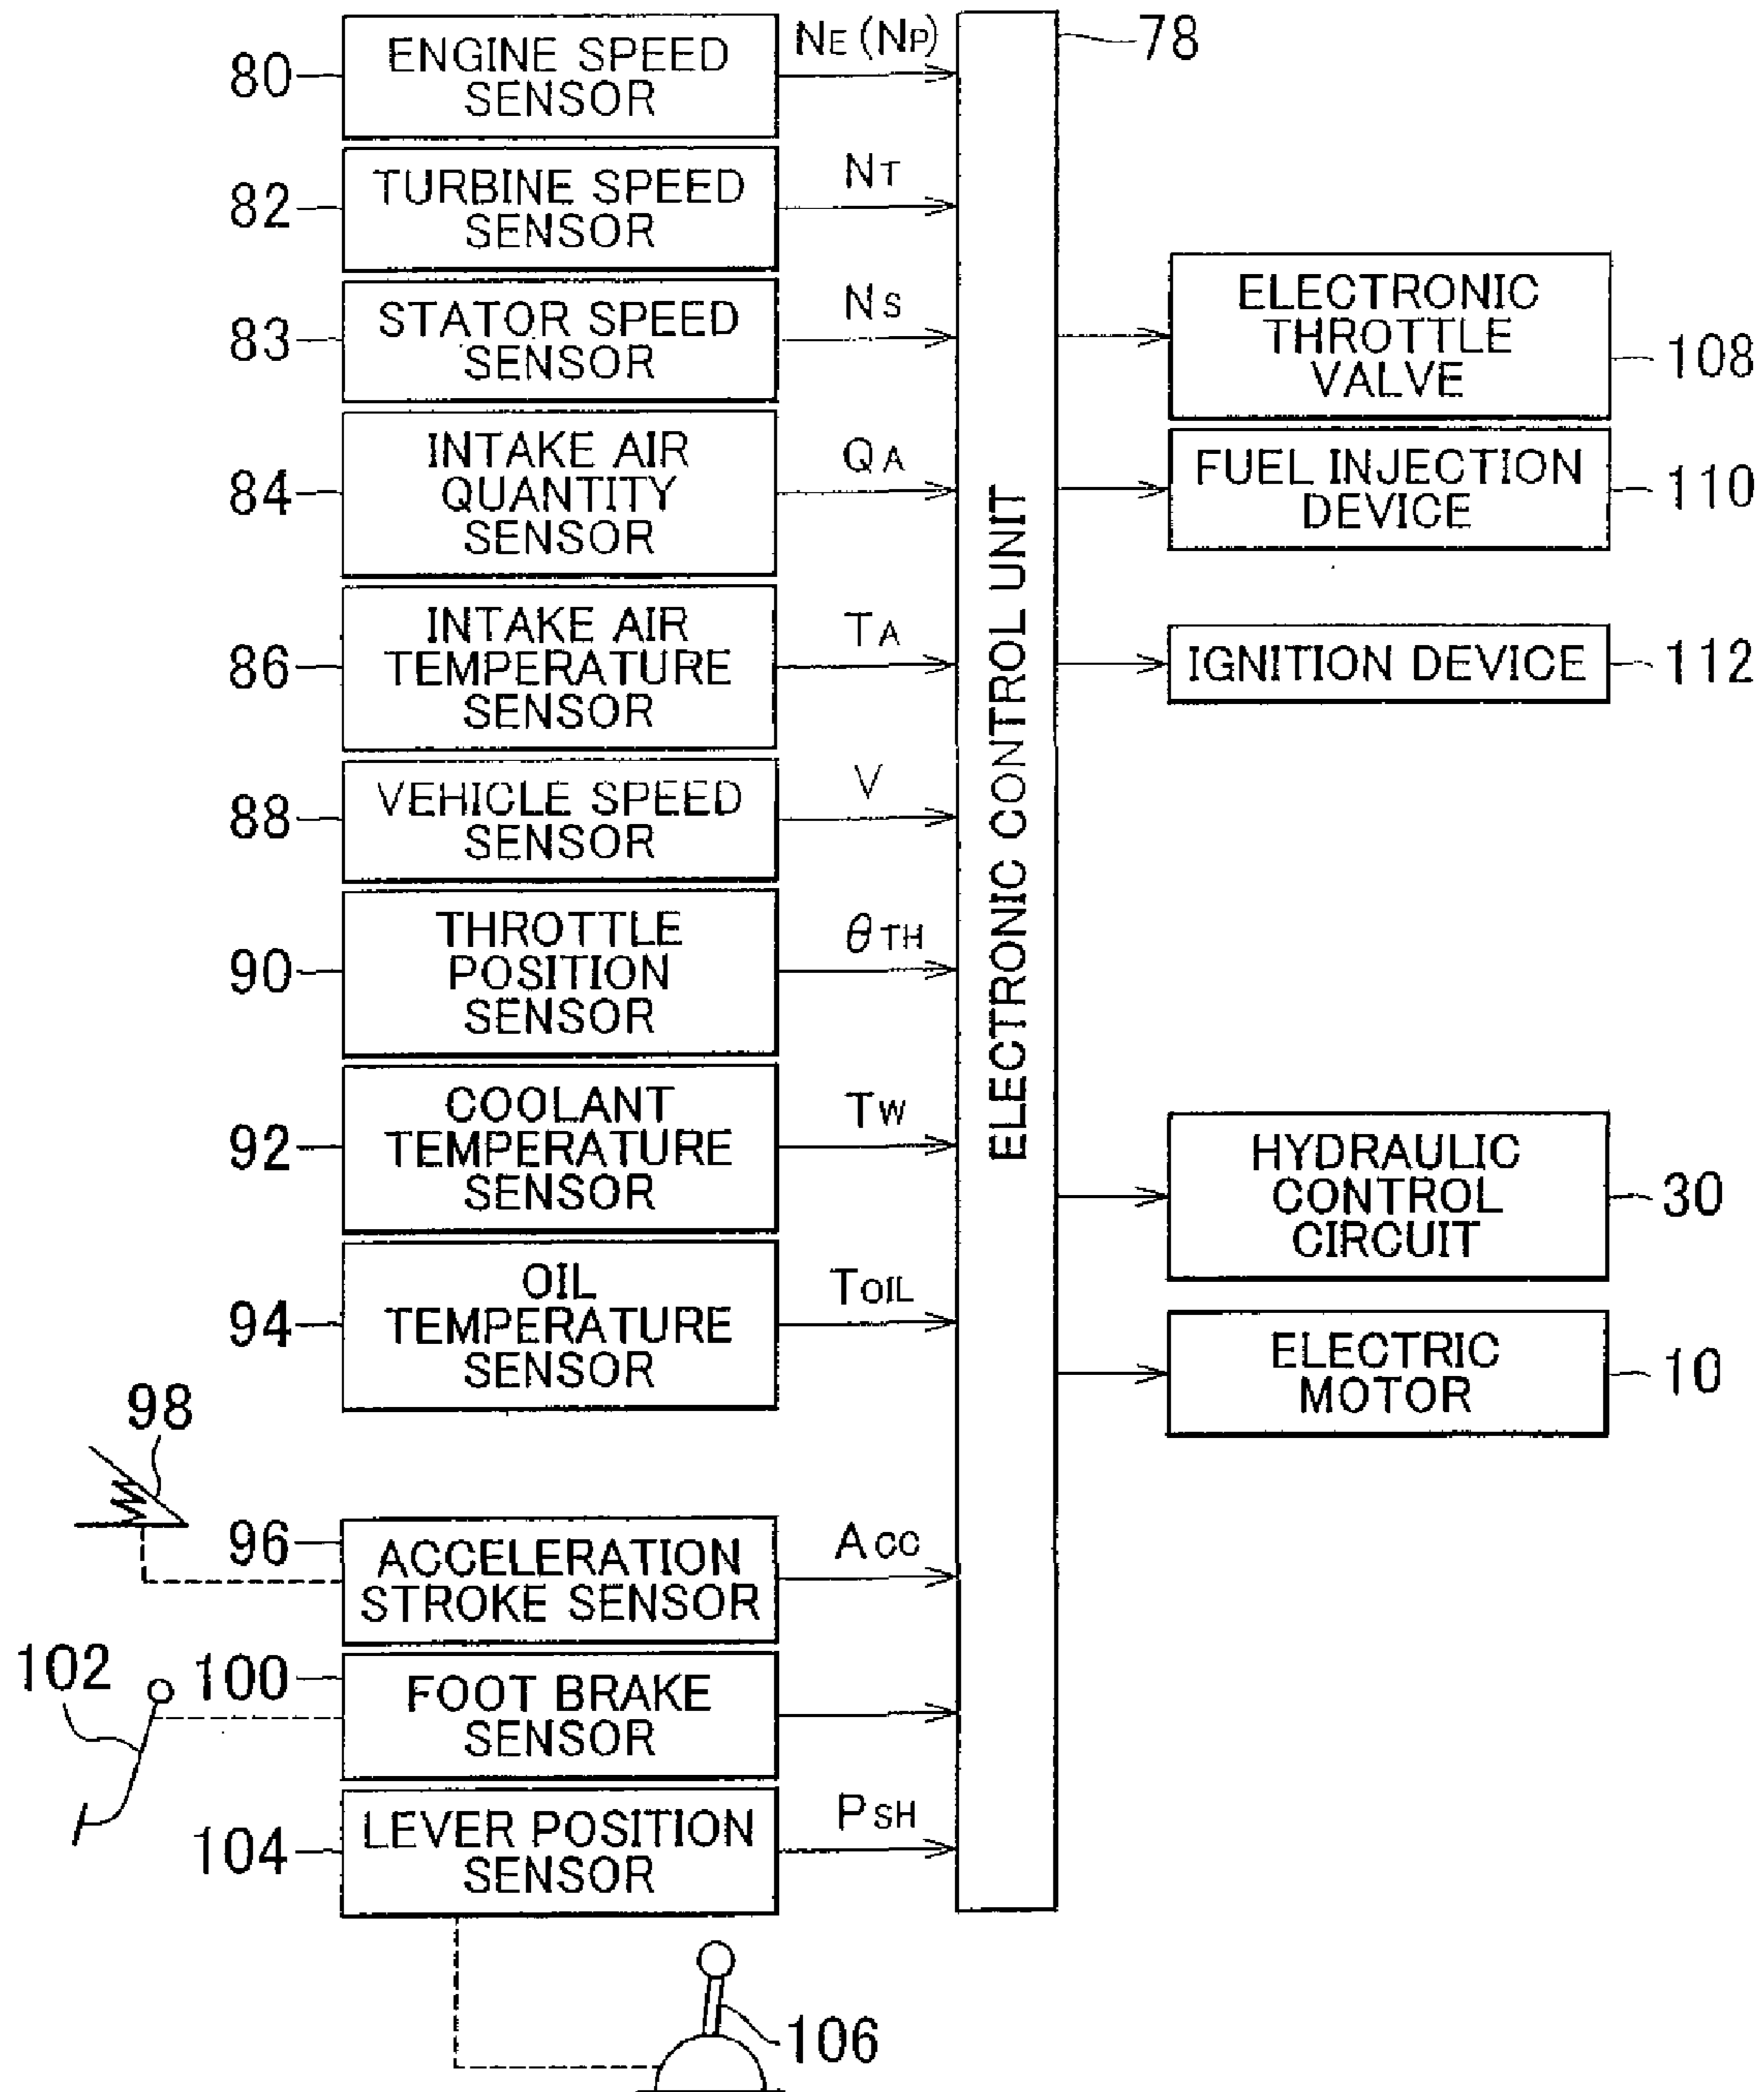 80
ENGINE SPEED
SENSOR
NE (NP)
78
82
TURBINE SPEED
SENSOR
NT
83
STATOR SPEED
SENSOR
NS
84
INTAKE AIR
QUANTITY
SENSOR
QA
86
INTAKE AIR
TEMPERATURE
SENSOR
TA
88
VEHICLE SPEED
SENSOR
V
90
THROTTLE
POSITION
SENSOR
θTH
92
COOLANT
TEMPERATURE
SENSOR
TW
94
OIL
TEMPERATURE
SENSOR
TOIL
98
96
ACCELERATION
STROKE SENSOR
ACC
102
100
FOOT BRAKE
SENSOR
104
LEVER POSITION
SENSOR
PSH
106
ELECTRONIC CONTROL UNIT
ELECTRONIC
THROTTLE
VALVE
108
FUEL INJECTION
DEVICE
110
IGNITION DEVICE
112
HYDRAULIC
CONTROL
CIRCUIT
30
ELECTRIC
MOTOR
10